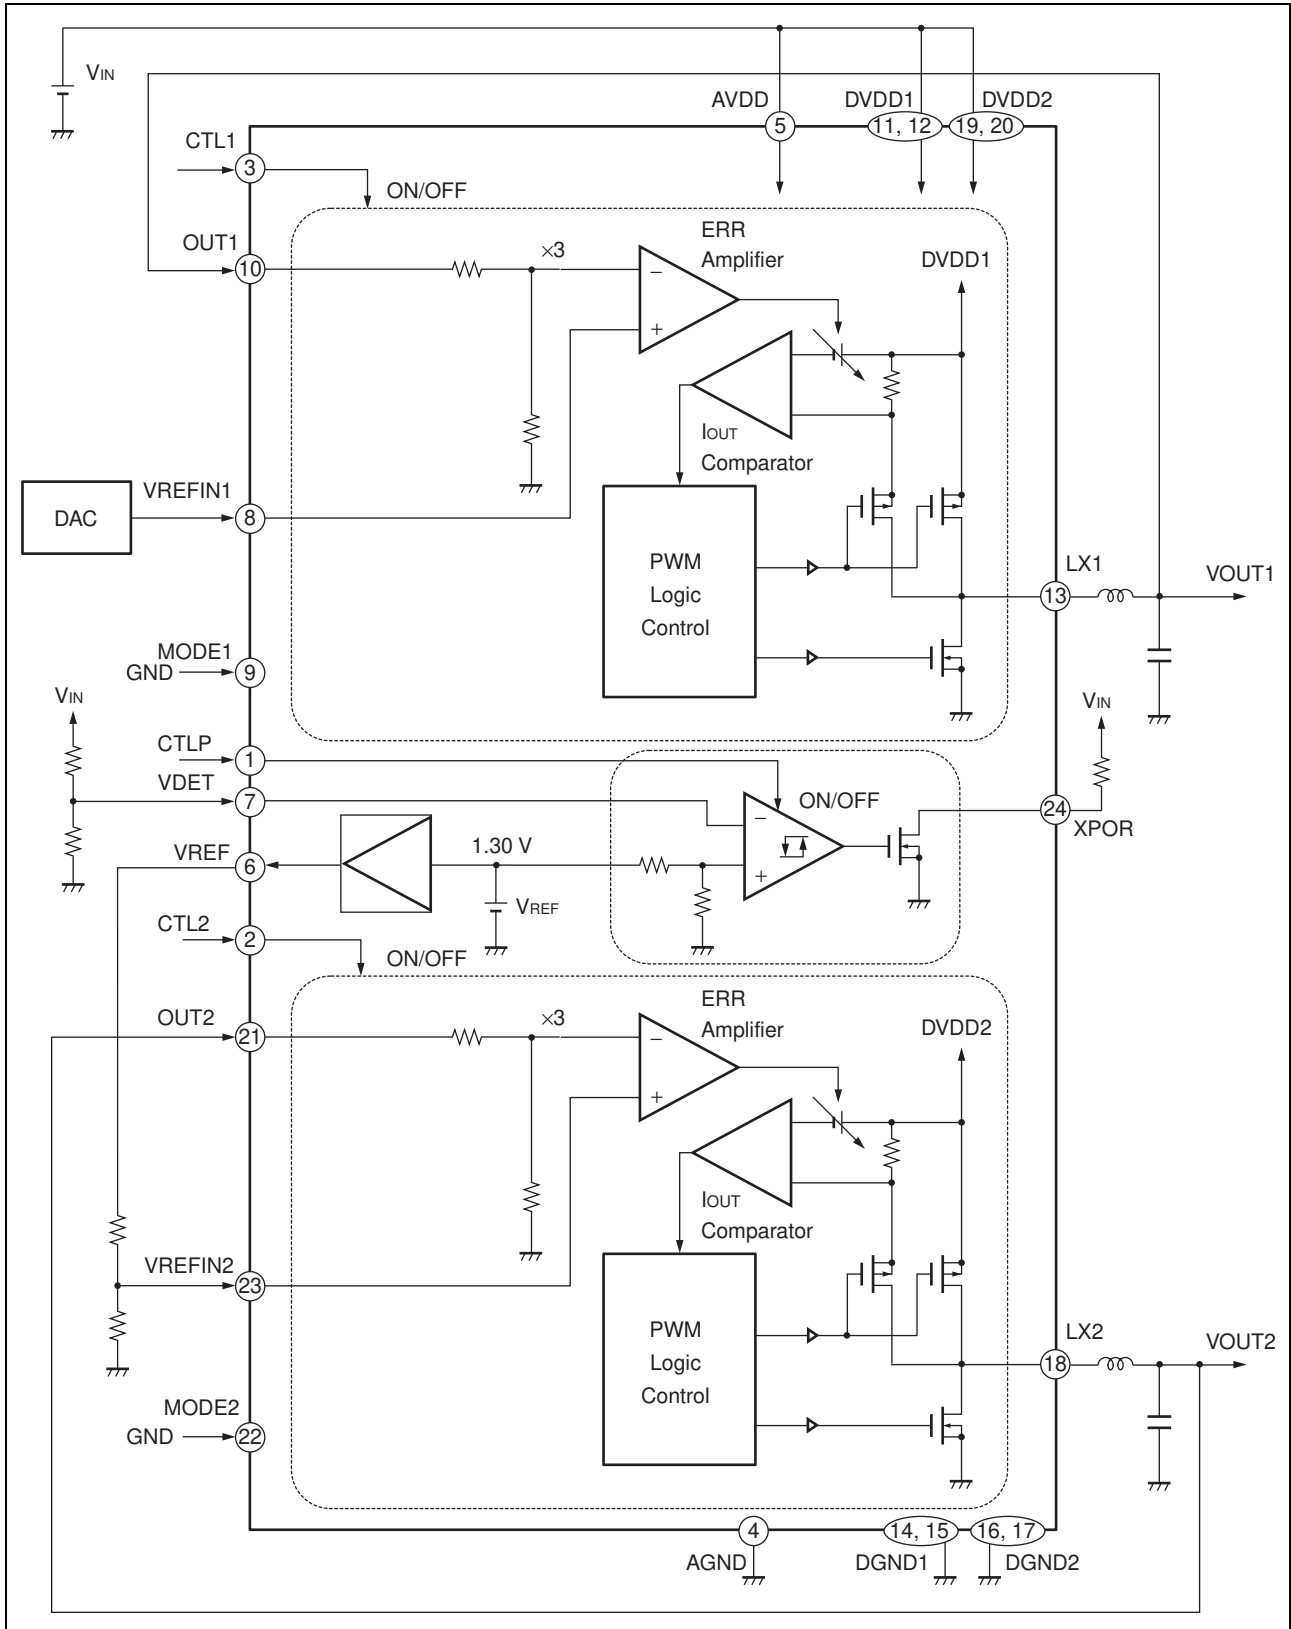 VIN
AVDD
DVDD1
DVDD2
5
11, 12
19, 20
CTL1
3
ON/OFF
OUT1
10
×3
ERR
Amplifier
DVDD1
−
+
IOUT
Comparator
DAC
VREFIN1
8
PWM
Logic
Control
LX1
13
VOUT1
MODE1
GND
9
VIN
VIN
CTLP
1
VDET
7
ON/OFF
−
+
24
XPOR
VREF
6
1.30 V
VREF
CTL2
2
ON/OFF
OUT2
21
×3
ERR
Amplifier
DVDD2
−
+
IOUT
Comparator
VREFIN2
23
PWM
Logic
Control
LX2
18
VOUT2
MODE2
GND
22
4
14, 15
16, 17
AGND
DGND1
DGND2